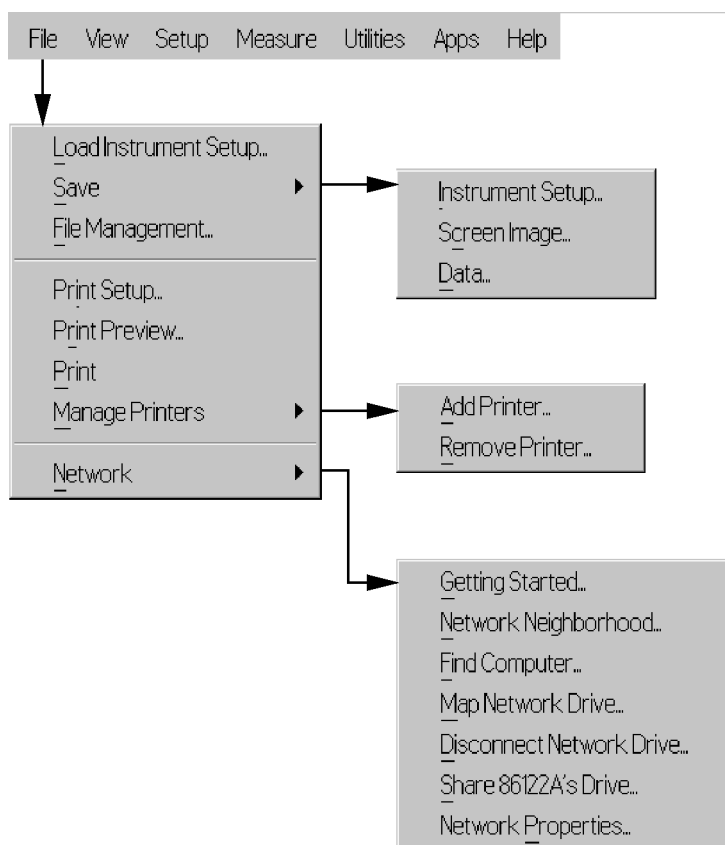 File View Setup Measure Utilities Apps Help
Load Instrument Setup...
Save
File Management...
Print Setup...
Print Preview...
Print
Manage Printers
Network
Instrument Setup...
Screen Image...
Data...
Add Printer...
Remove Printer...
Getting Started...
Network Neighborhood...
Find Computer...
Map Network Drive...
Disconnect Network Drive...
Share 86122A's Drive...
Network Properties...